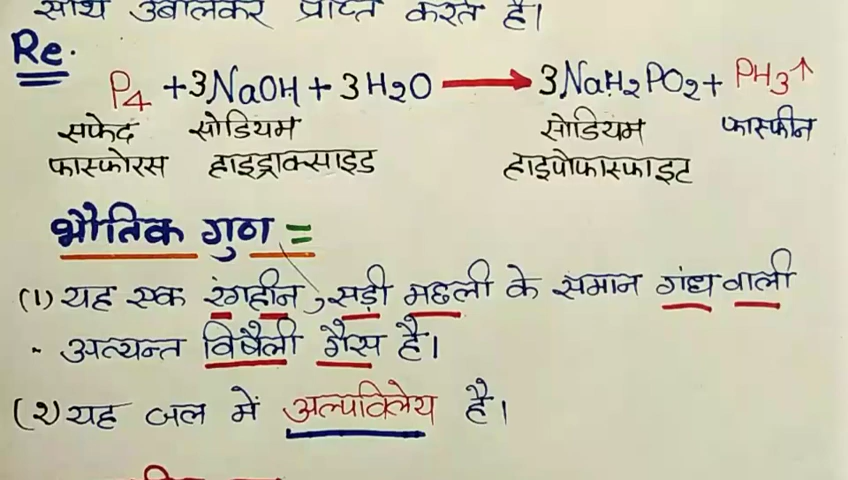 साथ उबालकर प्राप्त करते हैं।
Re.
P₄ + 3NaOH + 3H₂O ⟶ 3NaH₂PO₂ + PH₃↑
सफेद सोडियम सोडियम फास्फीन
फास्फोरस हाइड्राक्साइड हाइपोफास्फाइट
भौतिक गुण =
(1) यह एक रंगहीन, सड़ी मछली के समान गंध वाली
- अत्यन्त विषैली गैस है।
(२) यह जल में अल्पविलेय है।